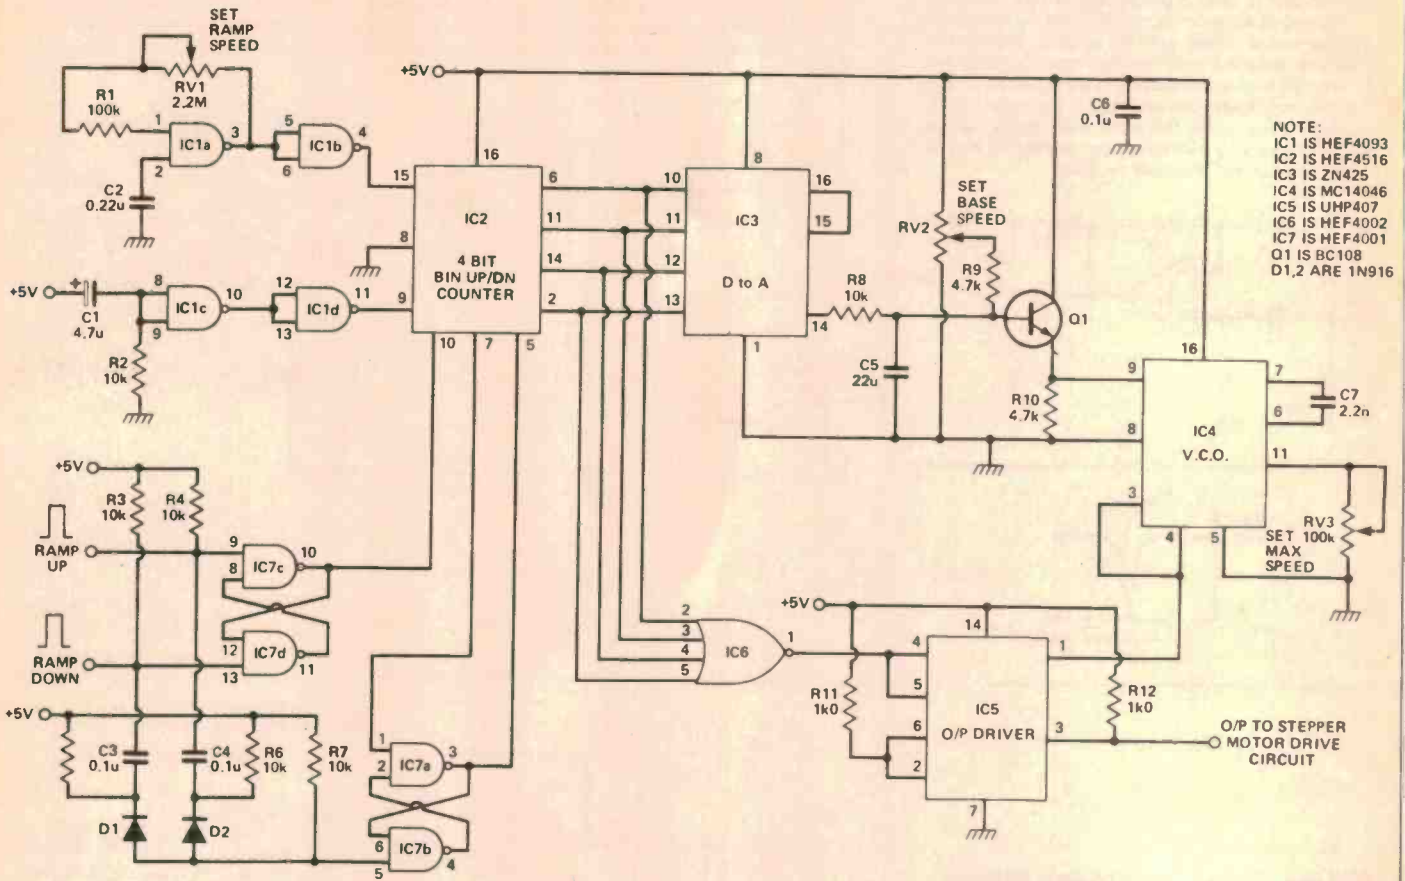 SET
RAMP
SPEED
RV1
2.2M
R1
100k
1
2
3
IC1a
5
6
4
IC1b
C2
0.22u
+5V
C1
4.7u
+
8
9
10
IC1c
12
13
11
IC1d
R2
10k
+5V
16
15
8
9
IC2
4 BIT
BIN UP/DN
COUNTER
6
11
14
2
10
7
5
8
10
11
12
13
IC3
D to A
16
15
14
1
R8
10k
C5
22u
SET
BASE
SPEED
RV2
R9
4.7k
Q1
R10
4.7k
C6
0.1u
NOTE:
IC1 IS HEF4093
IC2 IS HEF4516
IC3 IS ZN425
IC4 IS MC14046
IC5 IS UHP407
IC6 IS HEF4002
IC7 IS HEF4001
Q1 IS BC108
D1,2 ARE 1N916
16
9
8
3
4
5
IC4
V.C.O.
7
6
11
C7
2.2n
RV3
100k
SET
MAX
SPEED
+5V
R3
10k
R4
10k
RAMP
UP
RAMP
DOWN
9
8
10
IC7c
12
13
11
IC7d
+5V
C3
0.1u
C4
0.1u
R6
10k
R7
10k
D1
D2
1
2
3
IC7a
6
5
4
IC7b
2
3
4
5
1
IC6
+5V
R11
1k0
14
4
5
6
2
7
1
3
IC5
O/P DRIVER
R12
1k0
O/P TO STEPPER
MOTOR DRIVE
CIRCUIT